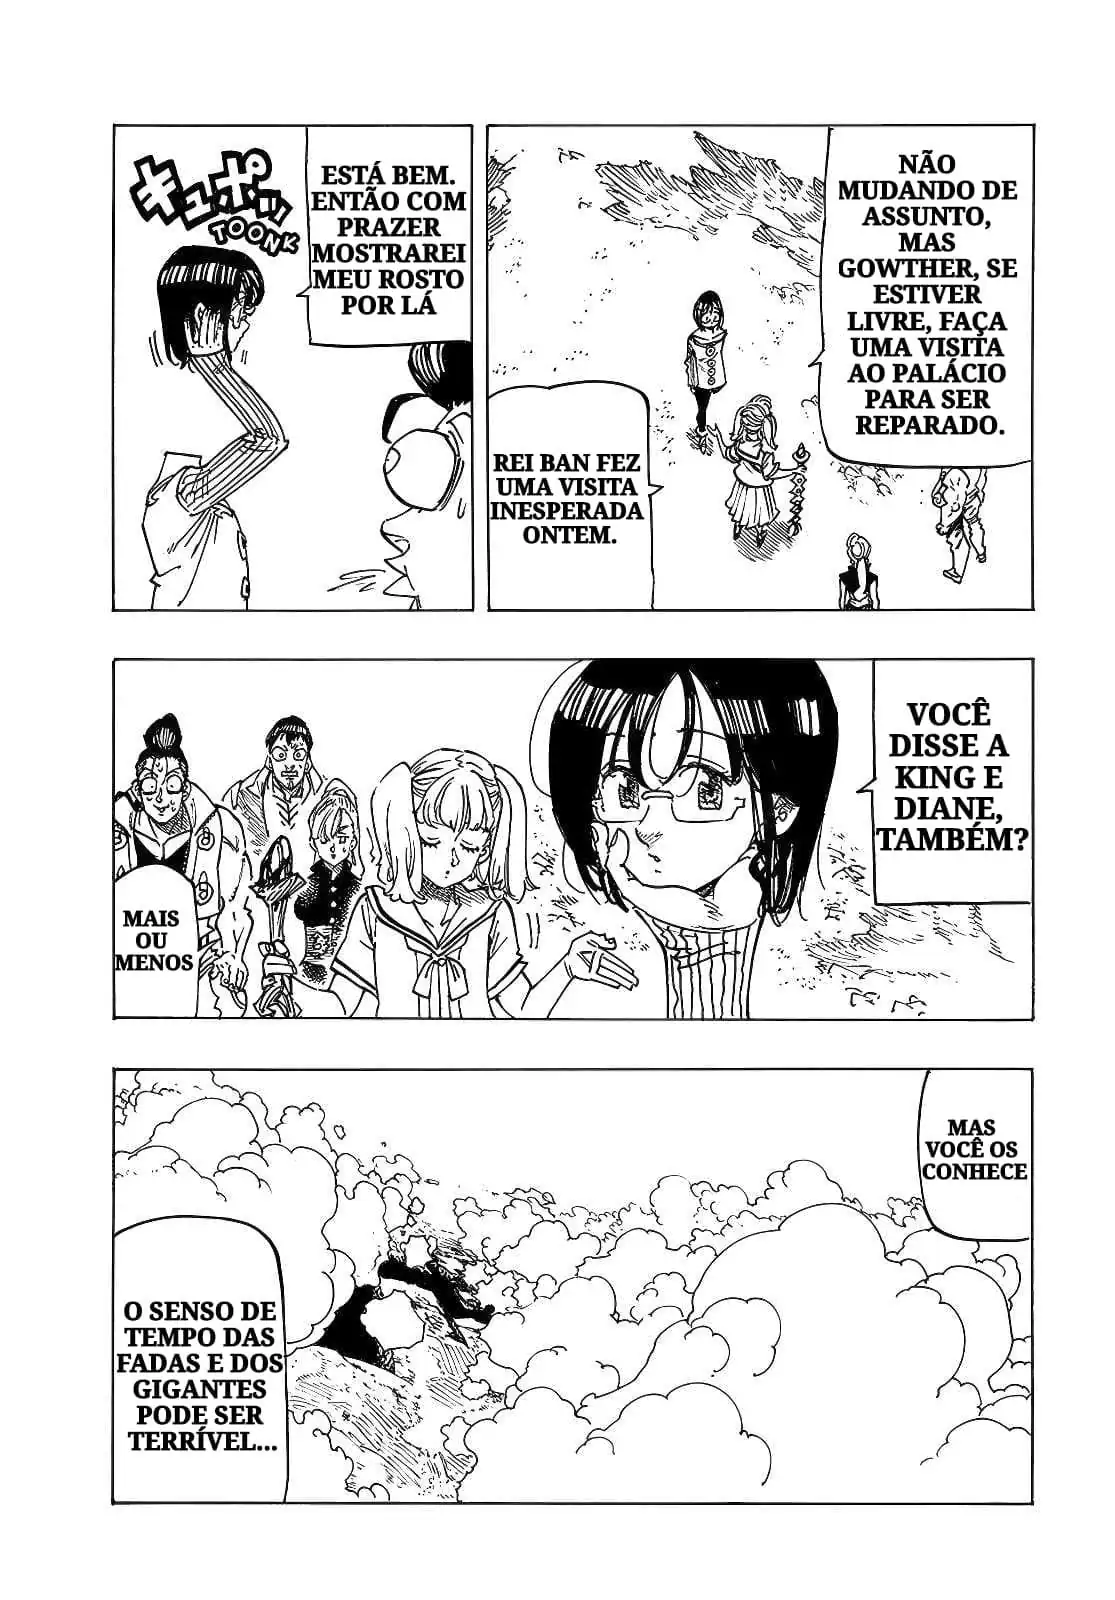 NÃO
MUDANDO DE
ASSUNTO,
MAS
GOWTHER, SE
ESTIVER
LIVRE, FAÇA
UMA VISITA
AO PALÁCIO
PARA SER
REPARADO.
REI BAN FEZ
UMA VISITA
INESPERADA
ONTEM.
ESTÁ BEM.
ENTÃO COM
PRAZER
MOSTRAREI
MEU ROSTO
POR LÁ
キュポッ
TOONK
VOCÊ
DISSE A
KING E
DIANE,
TAMBÉM?
MAIS
OU
MENOS
MAS
VOCÊ OS
CONHECE
O SENSO DE
TEMPO DAS
FADAS E DOS
GIGANTES
PODE SER
TERRÍVEL...